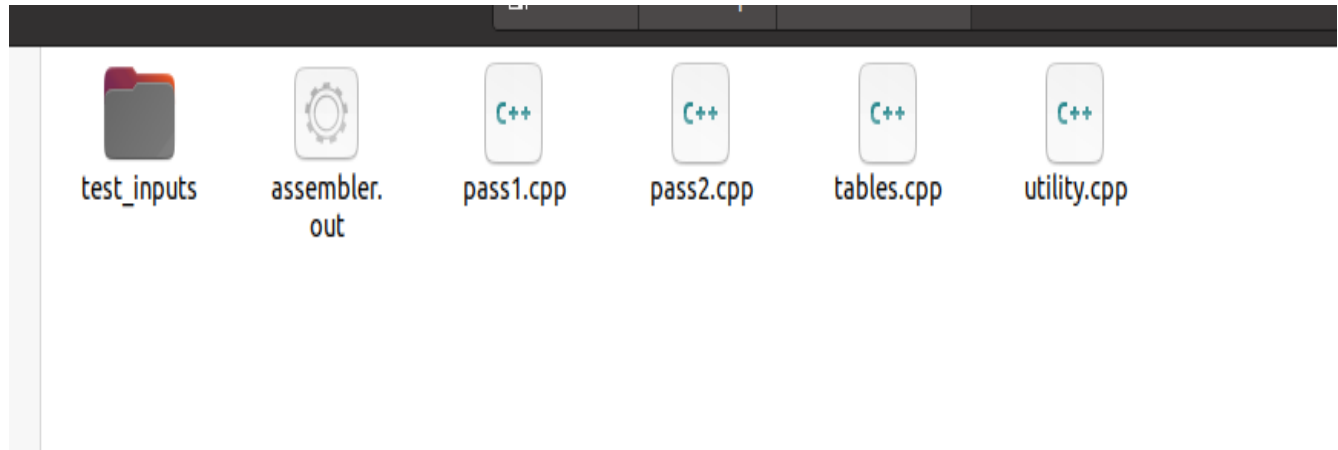 C++
C++
C++
C++
test_inputs
assembler.
out
pass1.cpp
pass2.cpp
tables.cpp
utility.cpp